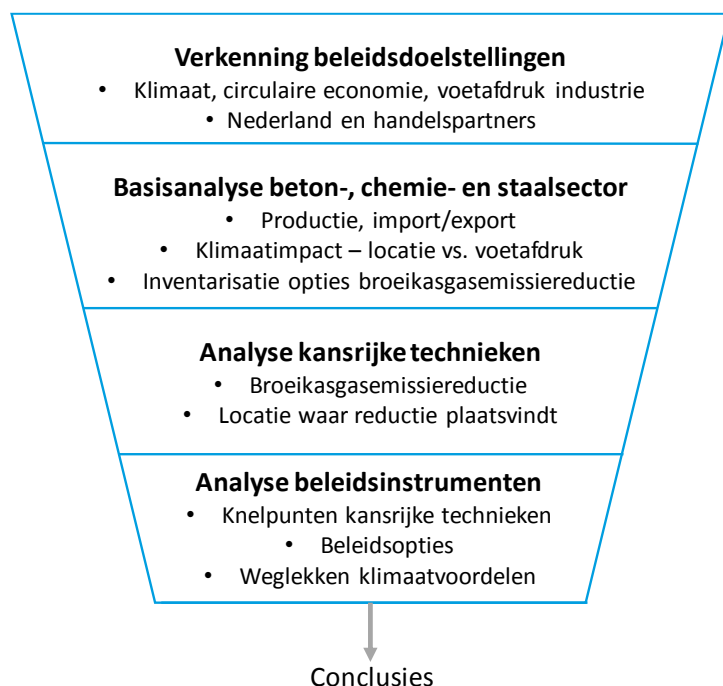 Verkenning beleidsdoelstellingen
• Klimaat, circulaire economie, voetafdruk industrie
• Nederland en handelspartners
Basisanalyse beton-, chemie- en staalsector
• Productie, import/export
• Klimaatimpact – locatie vs. voetafdruk
• Inventarisatie opties broeikasgasemissiereductie
Analyse kansrijke technieken
• Broeikasgasemissiereductie
• Locatie waar reductie plaatsvindt
Analyse beleidsinstrumenten
• Knelpunten kansrijke technieken
• Beleidsopties
• Weglekken klimaatvoordelen
Conclusies